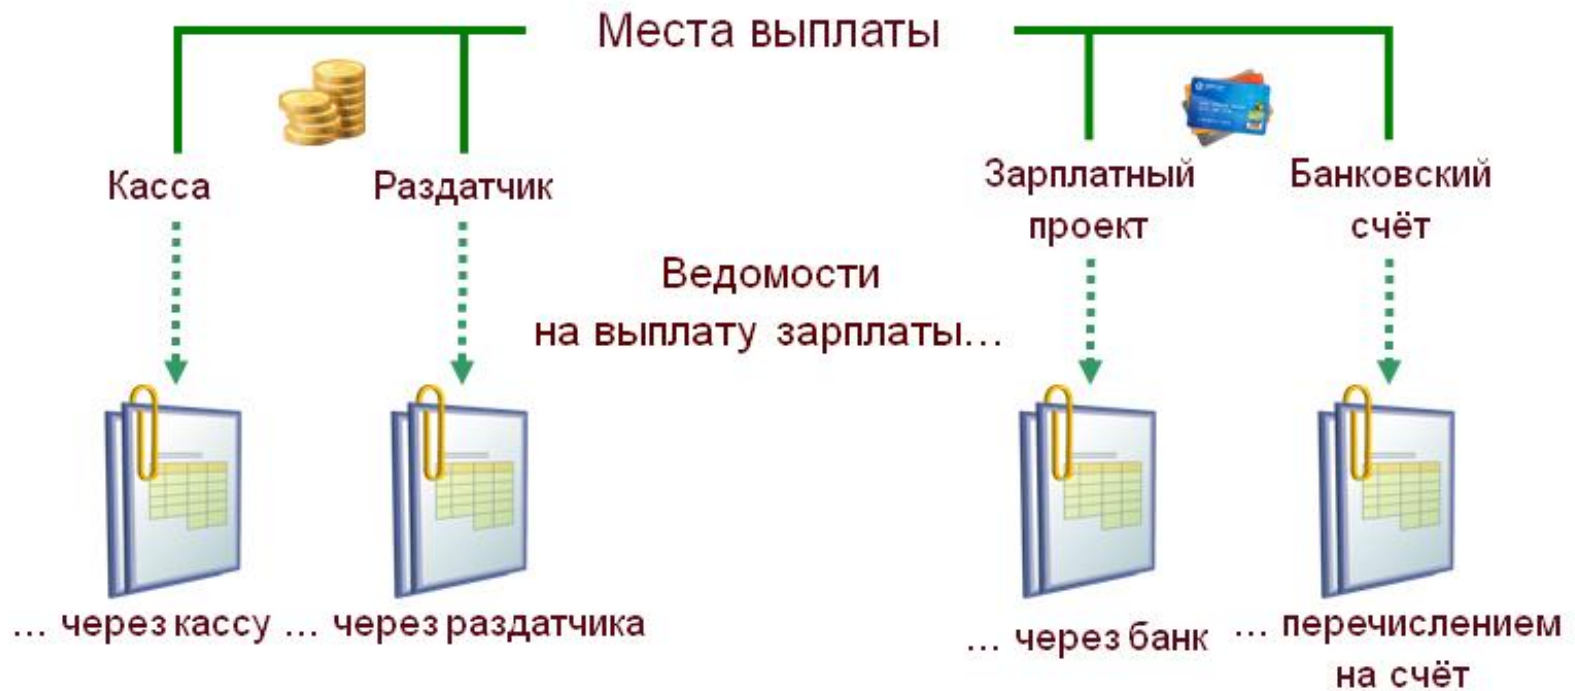 Места выплаты
Касса
Раздатчик
Зарплатный
проект
Банковский
счёт
Ведомости
на выплату зарплаты...
... через кассу
... через раздатчика
... через банк
... перечислением
на счёт